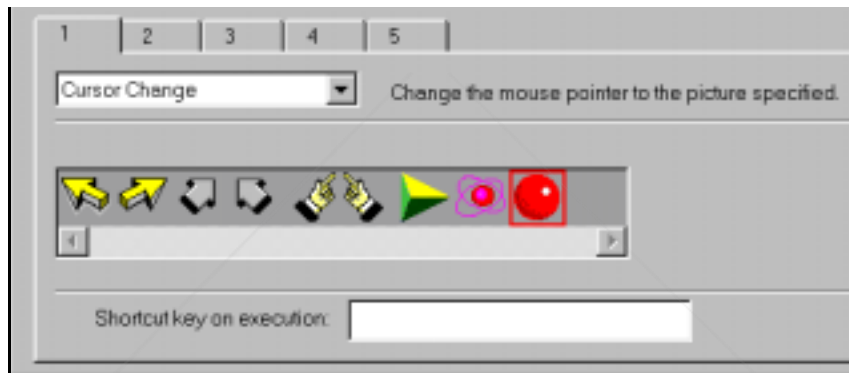 1 2 3 4 5
Cursor Change Change the mouse pointer to the picture specified.
Shortcut key on execution: